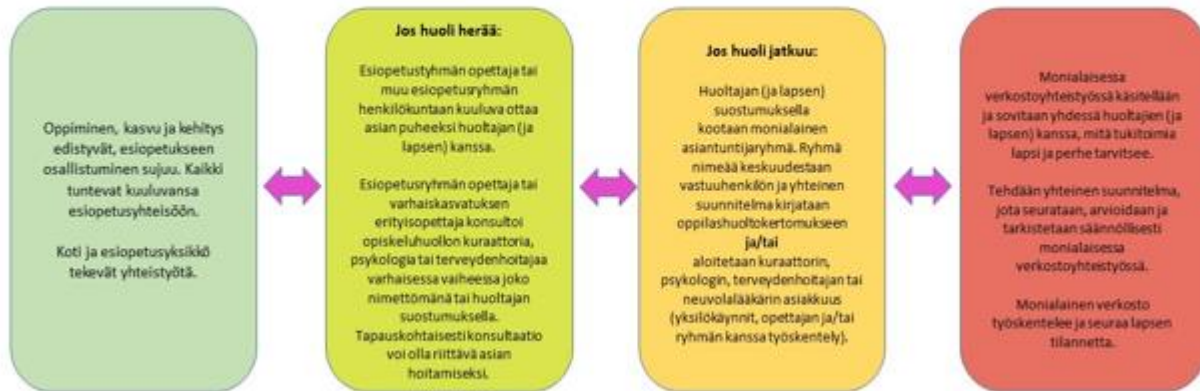 Oppiminen, kasvu ja kehitys
edistyvät, esiopetukseen
osallistuminen sujuu. Kaikki
tuntevat kuuluvansa
esiopetusyhteisöön.
Koti ja esiopetusyksikkö
tekevät yhteistyötä.
Jos huoli herää:
Esiopetustyhmän opettaja tai
muu esiopetusryhmän
henkilökuntaan kuuluva ottaa
asian puheeksi huoltajan (ja
lapsen) kanssa.
Esiopetusryhmän opettaja tai
varhaiskasvatuksen
erityisopettaja konsultoi
opiskeluhuollon kuraattoria,
psykologia tai terveydenhoitajaa
varhaisessa vaiheessa joko
nimettömänä tai huoltajan
suostumuksella.
Tapauskohtaisesti konsultaatio
voi olla riittävä asian
hoitamiseksi.
Jos huoli jatkuu:
Huoltajan (ja lapsen)
suostumuksella
kootaan monialainen
asiantuntijaryhmä. Ryhmä
nimeää keskuudestaan
vastuuhenkilön ja yhteinen
suunnitelma kirjataan
oppilashuoltokertomukseen
ja/tai
aloitetaan kuraattorin,
psykologin, terveydenhoitajan tai
neuvolalääkärin asiakkuus
(yksilökäynnit, opettajan ja/tai
ryhmän kanssa työskentely).
Monialaisessa
verkostoyhteistyössä käsitellään
ja sovitaan yhdessä huoltajien (ja
lapsen) kanssa, mitä tukitoimia
lapsi ja perhe tarvitsee.
Tehdään yhteinen suunnitelma,
jota seurataan, arvioidaan ja
tarkistetaan säännöllisesti
monialaisessa
verkostoyhteistyössä.
Monialainen verkosto
työskentelee ja seuraa lapsen
tilannetta.